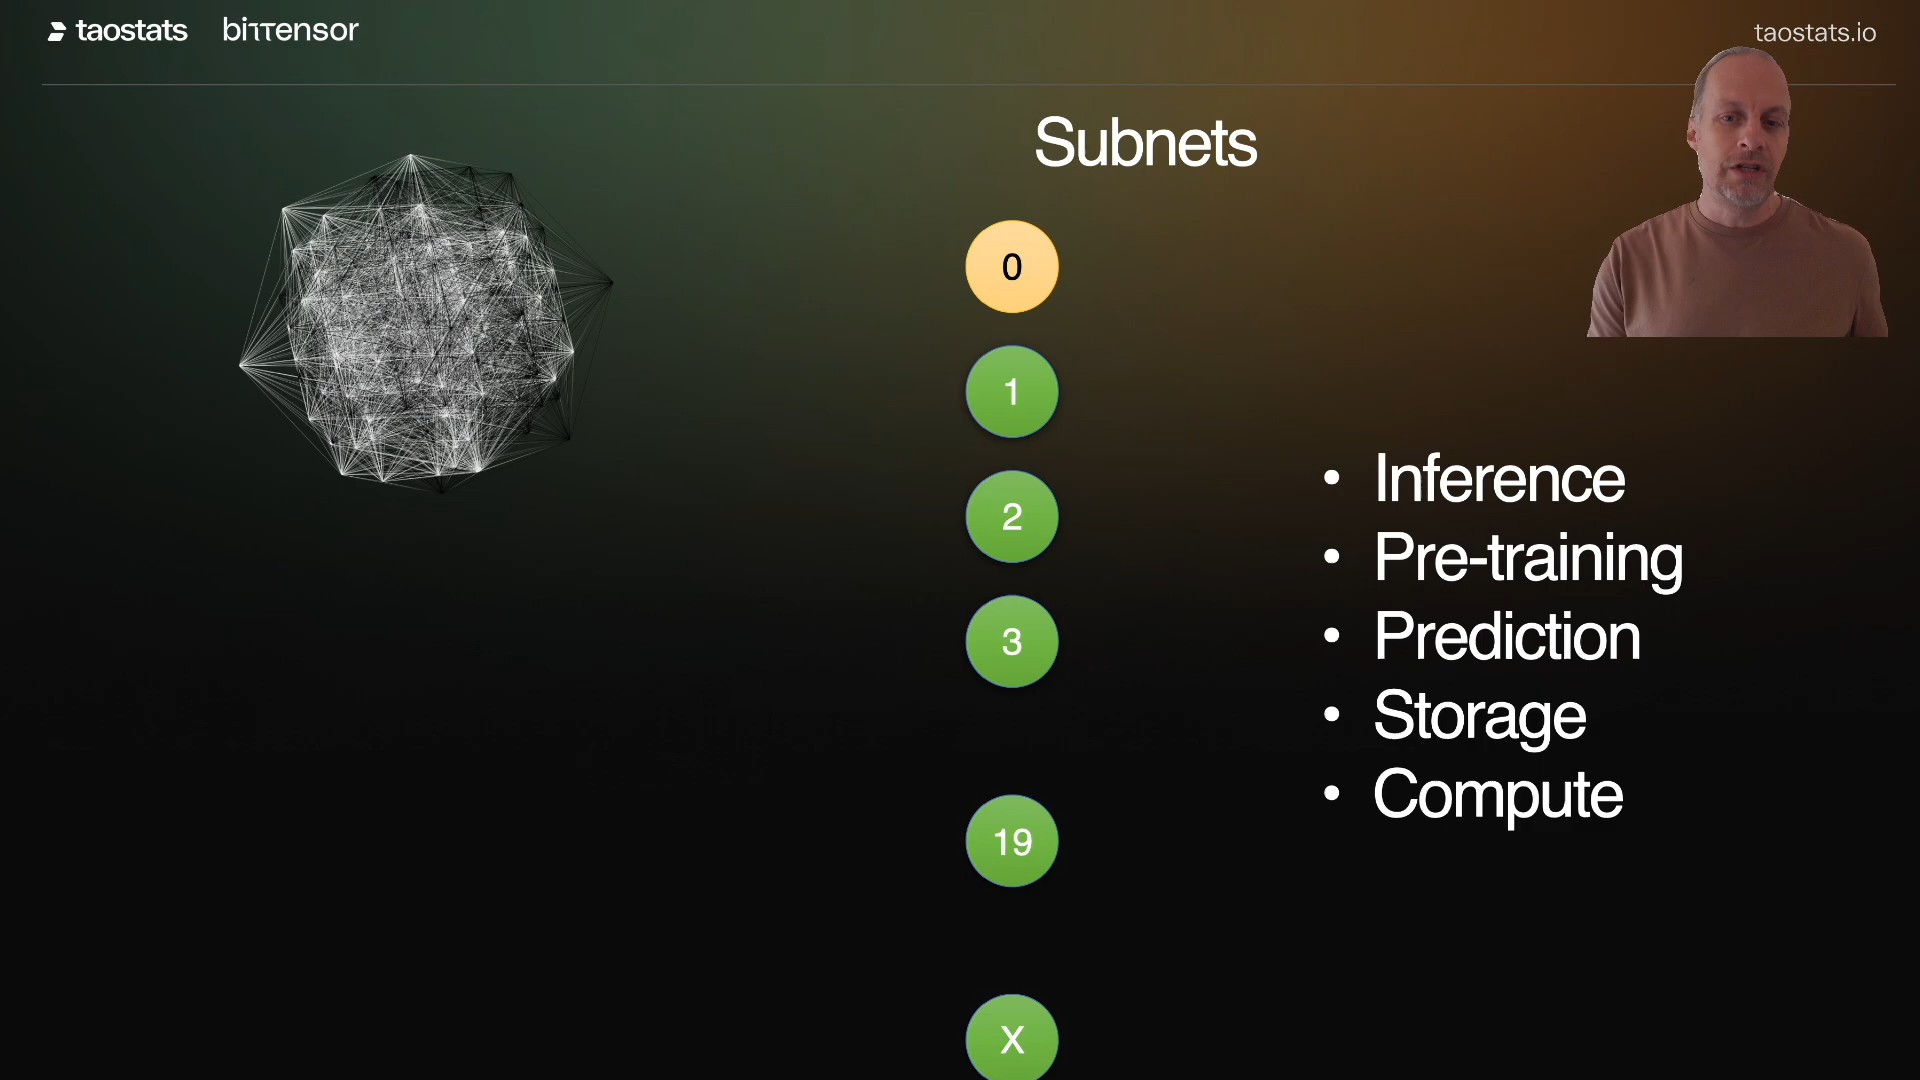 taostats
bittensor
taostats.io
Subnets
0
1
2
3
19
X
• Inference
• Pre-training
• Prediction
• Storage
• Compute